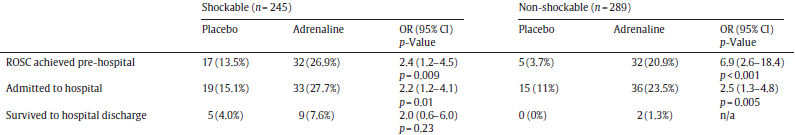 Shockable (n = 245) Non-shockable (n = 289)
Placebo Adrenaline OR (95% CI) Placebo Adrenaline OR (95% CI)
p-Value p-Value
ROSC achieved pre-hospital 17 (13.5%) 32 (26.9%) 2.4 (1.2–4.5) 5 (3.7%) 32 (20.9%) 6.9 (2.6–18.4)
p = 0.009 p < 0.001
Admitted to hospital 19 (15.1%) 33 (27.7%) 2.2 (1.2–4.1) 15 (11%) 36 (23.5%) 2.5 (1.3–4.8)
p = 0.01 p = 0.005
Survived to hospital discharge 5 (4.0%) 9 (7.6%) 2.0 (0.6–6.0) 0 (0%) 2 (1.3%) n/a
p = 0.23